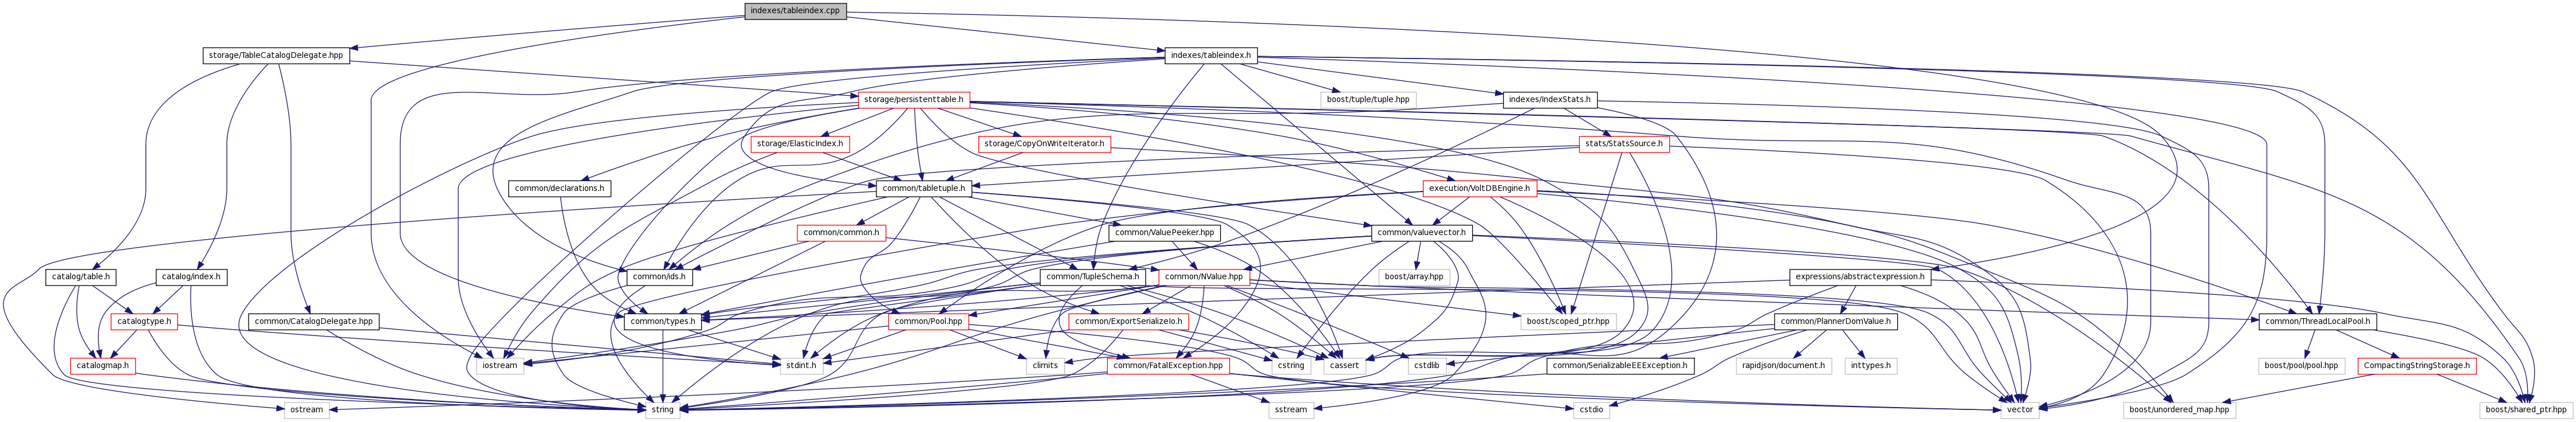 indexes/tableindex.cpp
storage/TableCatalogDelegate.hpp
indexes/tableindex.h
storage/persistenttable.h
boost/tuple/tuple.hpp
indexes/IndexStats.h
storage/ElasticIndex.h
storage/CopyOnWriteIterator.h
stats/StatsSource.h
common/declarations.h
common/tabletuple.h
execution/VoltDBEngine.h
common/common.h
common/ValuePeeker.hpp
common/valuevector.h
catalog/table.h
catalog/index.h
common/ids.h
common/TupleSchema.h
common/NValue.hpp
boost/array.hpp
expressions/abstractexpression.h
catalogtype.h
common/CatalogDelegate.hpp
common/types.h
common/Pool.hpp
common/ExportSerializeIo.h
boost/scoped_ptr.hpp
common/PlannerDomValue.h
common/ThreadLocalPool.h
catalogmap.h
iostream
stdint.h
climits
common/FatalException.hpp
cstring
cassert
cstdlib
common/SerializableEEException.h
rapidjson/document.h
inttypes.h
boost/pool/pool.hpp
CompactingStringStorage.h
ostream
string
sstream
cstdio
vector
boost/unordered_map.hpp
boost/shared_ptr.hpp